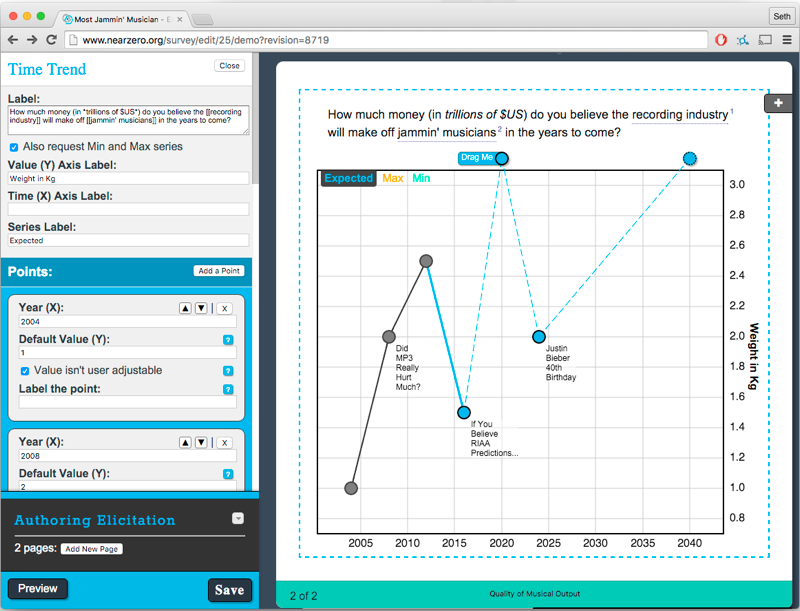 Most Jammin' Musician - E
Seth
www.nearzero.org/survey/edit/25/demo?revision=8719
Time Trend
Close
Label:
How much money (in *trillions of $US*) do you believe the [[recording
industry]] will make off [[jammin' musicians]] in the years to come?
Also request Min and Max series
Value (Y) Axis Label:
Weight in Kg
Time (X) Axis Label:
Series Label:
Expected
Points:
Add a Point
Year (X):
▲ ▼ | X
2004
Default Value (Y):
?
1
Value isn't user adjustable
?
Label the point:
?
Year (X):
▲ ▼ | X
2008
Default Value (Y):
?
2
Authoring Elicitation
2 pages:
Add New Page
Preview
Save
+
How much money (in trillions of $US) do you believe the recording industry 1
will make off jammin' musicians 2 in the years to come?
Drag Me
Expected Max Min
3.0
2.8
2.6
2.4
2.2
2.0
1.8
1.6
1.4
1.2
1.0
0.8
Weight in Kg
Did
MP3
Really
Hurt
Much?
Justin
Bieber
40th
Birthday
If You
Believe
RIAA
Predictions...
2005 2010 2015 2020 2025 2030 2035 2040
2 of 2
Quality of Musical Output